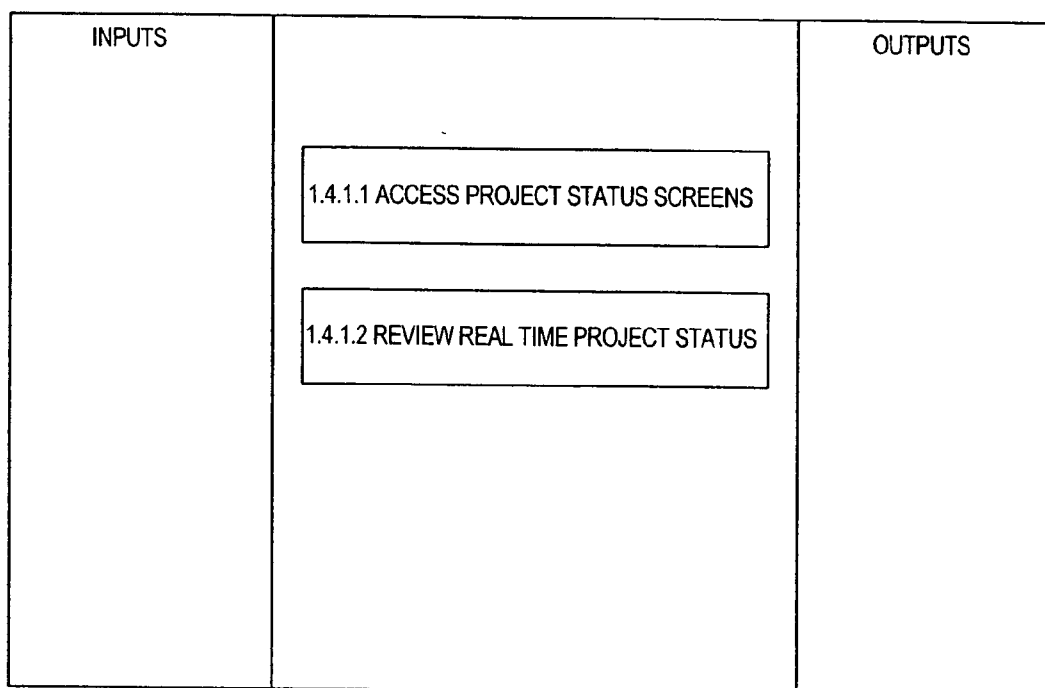 INPUTS
OUTPUTS
1.4.1.1 ACCESS PROJECT STATUS SCREENS
1.4.1.2 REVIEW REAL TIME PROJECT STATUS